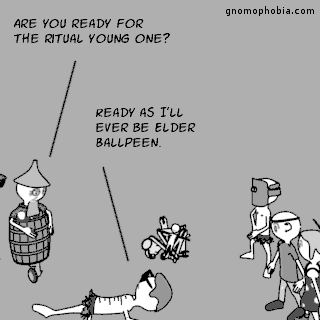 gnomophobia.com
ARE YOU READY FOR
THE RITUAL YOUNG ONE?
READY AS I'LL
EVER BE ELDER
BALLPEEN.